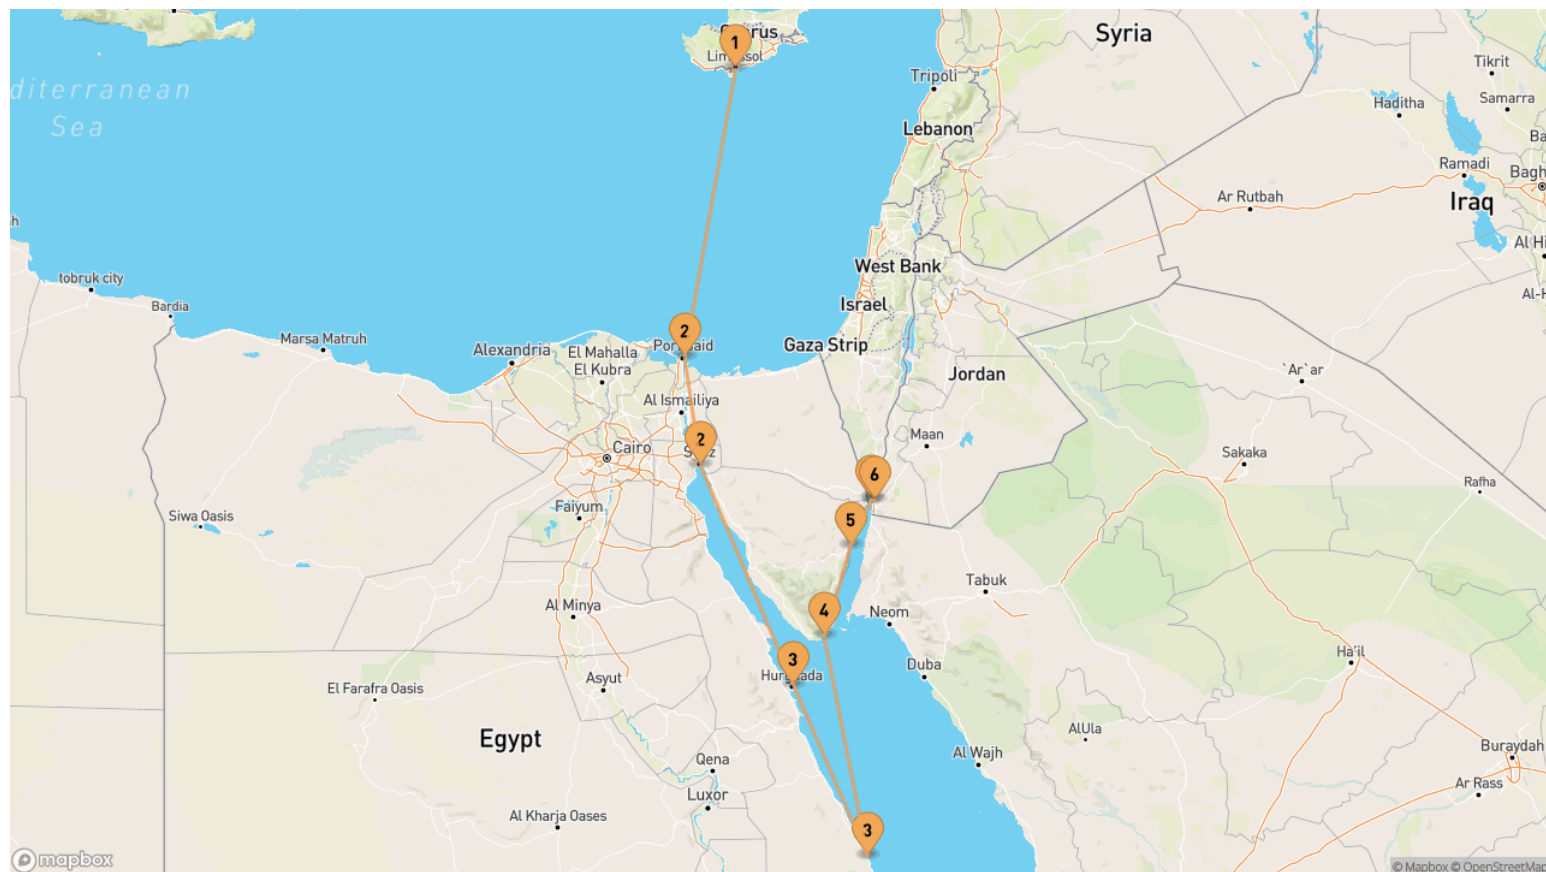 Syria
1
Tikrit
Tripoli
Samarra
Haditha
Sea
Lebanon
Ramadi
Ar Rutbah
Iraq
West Bank
tobruk city
Israel
Bardia
2
Marsa Matruh
Gaza Strip
Alexandria
El Mahalla
El Kubra
Jordan
`Ar`ar
Al Ismailiya
2
Maan
Cairo
Sakaka
6
Rafha
Faiyum
Siwa Oasis
5
Tabuk
Al Minya
4
Neom
Ha'il
3
Duba
Asyut
El Farafra Oasis
AlUla
Egypt
Buraydah
Al Wajh
Qena
Ar Rass
Luxor
Al Kharja Oases
3
mapbox
© Mapbox © OpenStreetMap